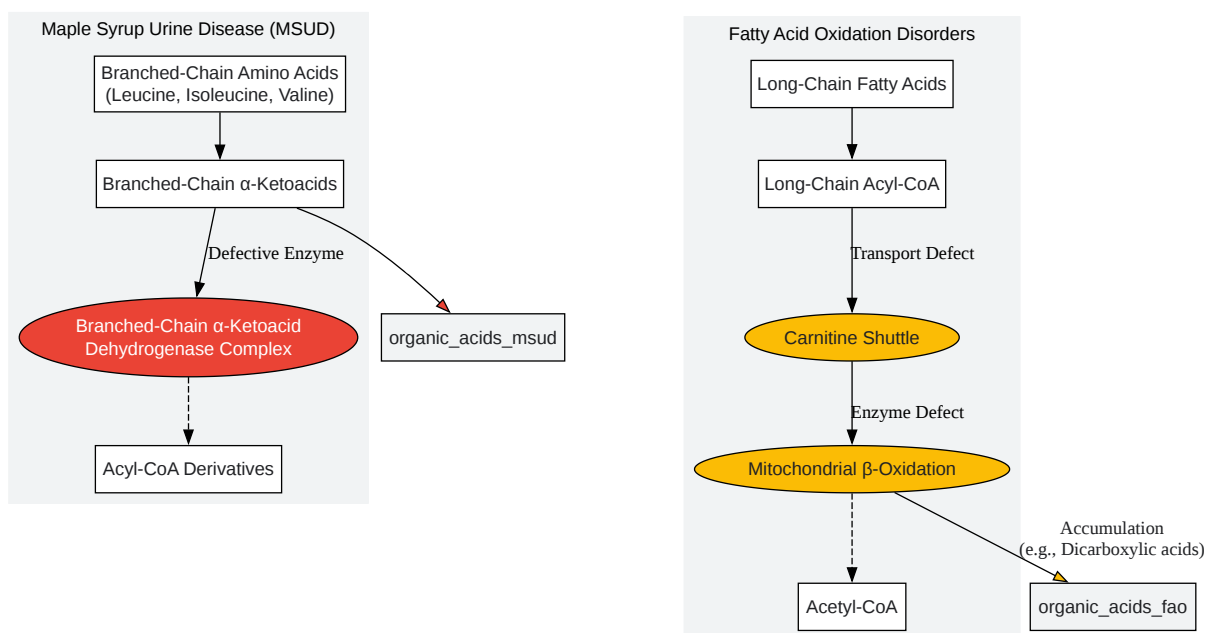 Maple Syrup Urine Disease (MSUD)
Branched-Chain Amino Acids
(Leucine, Isoleucine, Valine)
Branched-Chain α-Ketoacids
Defective Enzyme
Branched-Chain α-Ketoacid
Dehydrogenase Complex
organic_acids_msud
Acyl-CoA Derivatives
Fatty Acid Oxidation Disorders
Long-Chain Fatty Acids
Long-Chain Acyl-CoA
Transport Defect
Carnitine Shuttle
Enzyme Defect
Mitochondrial β-Oxidation
Accumulation
(e.g., Dicarboxylic acids)
Acetyl-CoA
organic_acids_fao